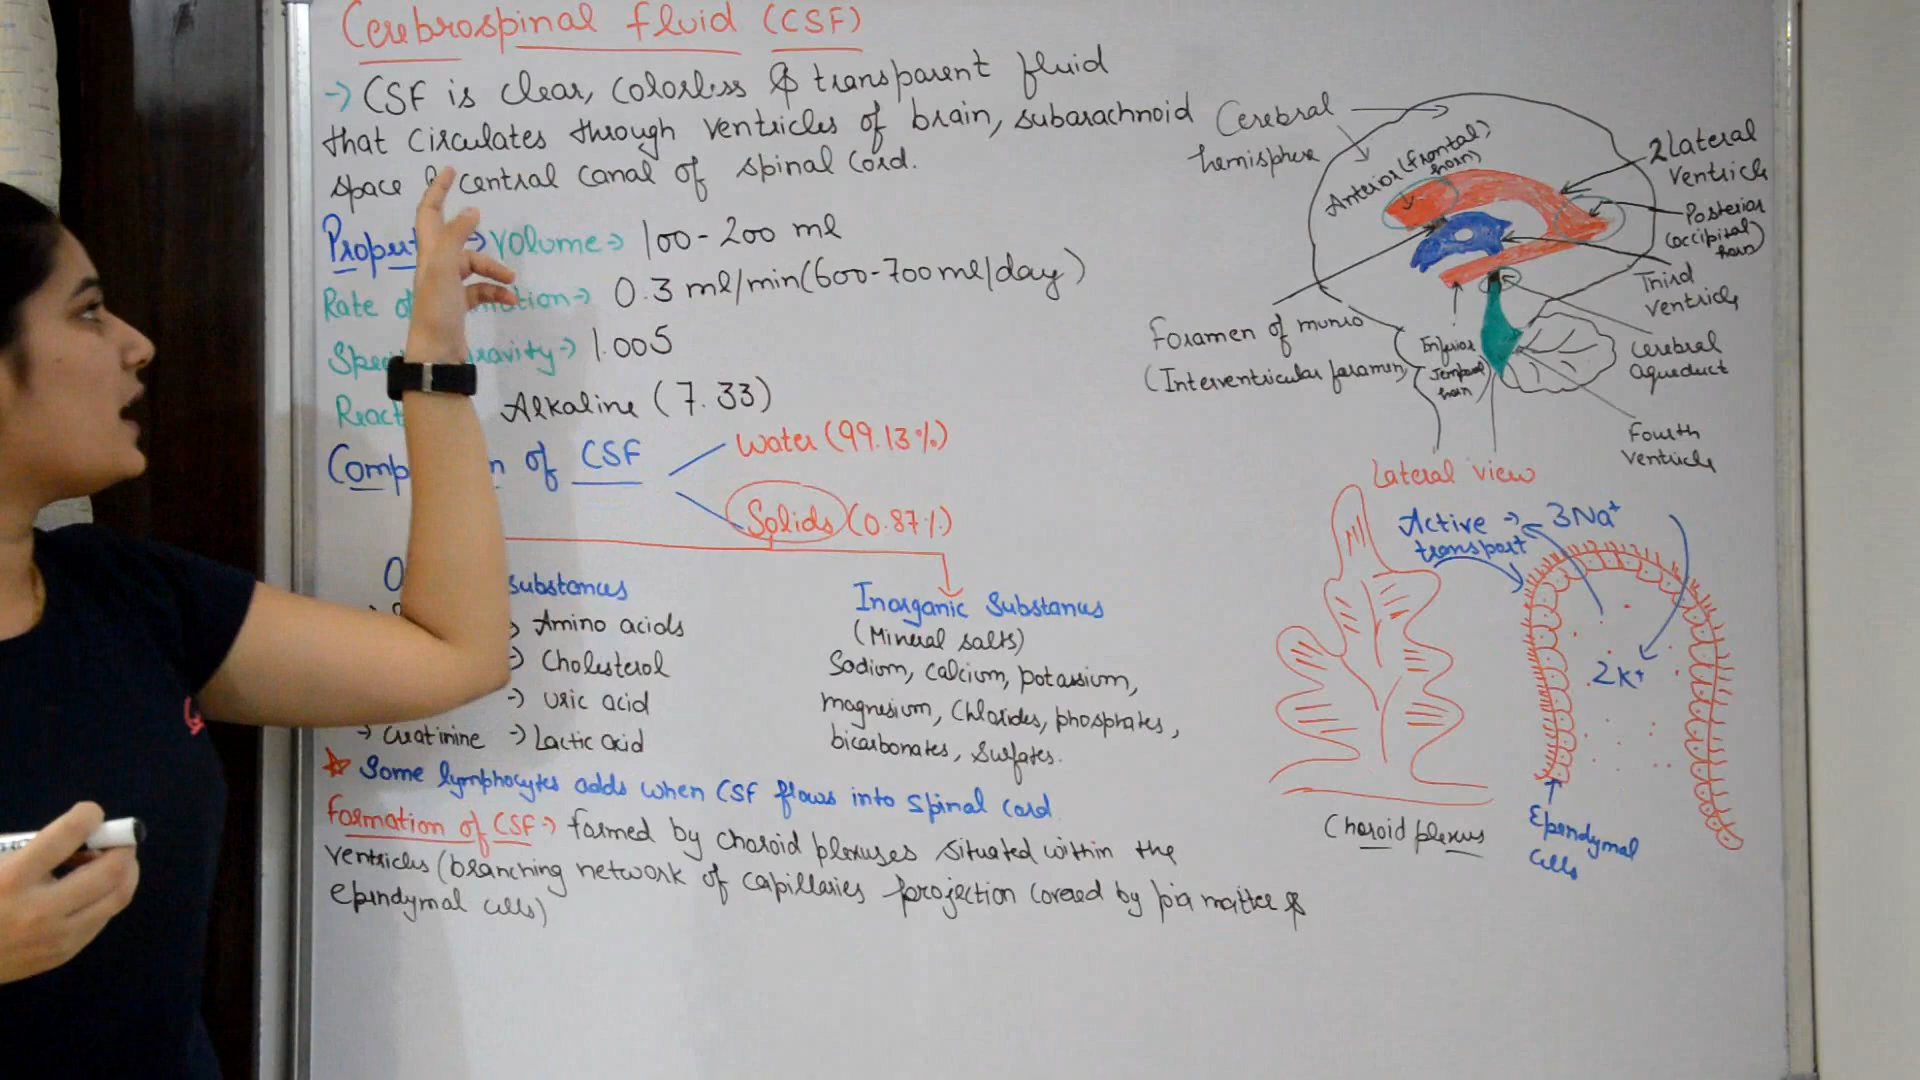 Cerebrospinal fluid (CSF)
-> CSF is clear, colorless & transparent fluid
that circulates through ventricles of brain, subarachnoid
space & central canal of spinal cord.
-> volume -> 100-200 ml
Rate -> 0.3 ml/min (600-700 ml/day)
-> 1.005
Alkaline (7.33)
of CSF
Water (99.13%)
Solids (0.87%)
substances
-> Amino acids
-> Cholesterol
-> Uric acid
-> Creatinine -> Lactic acid
Inorganic Substances
(Mineral salts)
Sodium, calcium, potassium,
magnesium, Chlorides, phosphates,
bicarbonates, Sulfates.
Some lymphocytes adds when CSF flows into spinal cord.
Formation of CSF -> formed by choroid plexuses situated within the
ventricles (branching network of capillaries projection covered by pia matter &
ependymal cells)
Cerebral
hemisphere
Anterior (frontal)
horn)
2 Lateral
ventricle
Posterior
(occipital
horn)
Third
ventricle
Foramen of munro
(Interventricular foramen)
Inferior
Temporal
horn
Cerebral
aqueduct
Fourth
ventricle
Lateral view
Active -> 3Na+
transport
2K+
Choroid plexus
Ependymal
cells